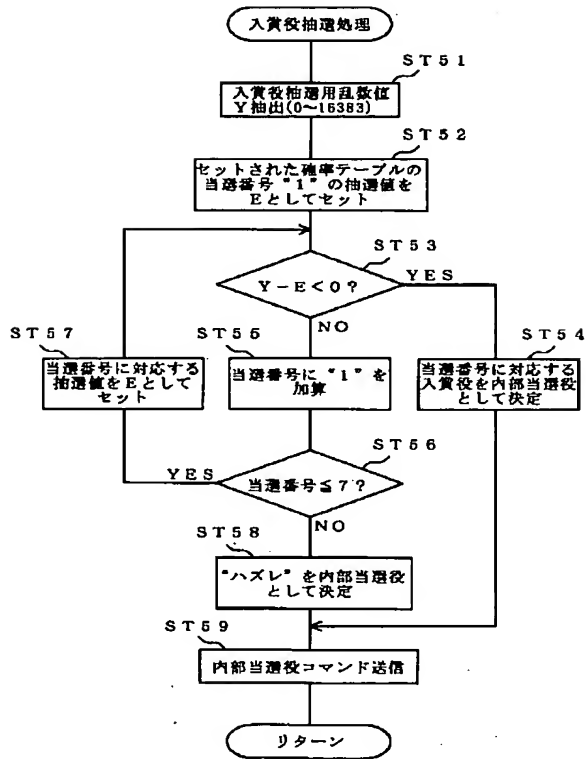 入賞役抽選処理
ST51
入賞役抽選用乱数値
Y抽出(0～16383)
ST52
セットされた確率テーブルの
当選番号“1”の抽選値を
Eとしてセット
ST53
Y－E＜0？
YES
NO
ST57
当選番号に対応する
抽選値をEとして
セット
ST55
当選番号に“1”を
加算
ST54
当選番号に対応する
入賞役を内部当選役
として決定
ST56
当選番号≦7？
YES
NO
ST58
“ハズレ”を内部当選役
として決定
ST59
内部当選役コマンド送信
リターン